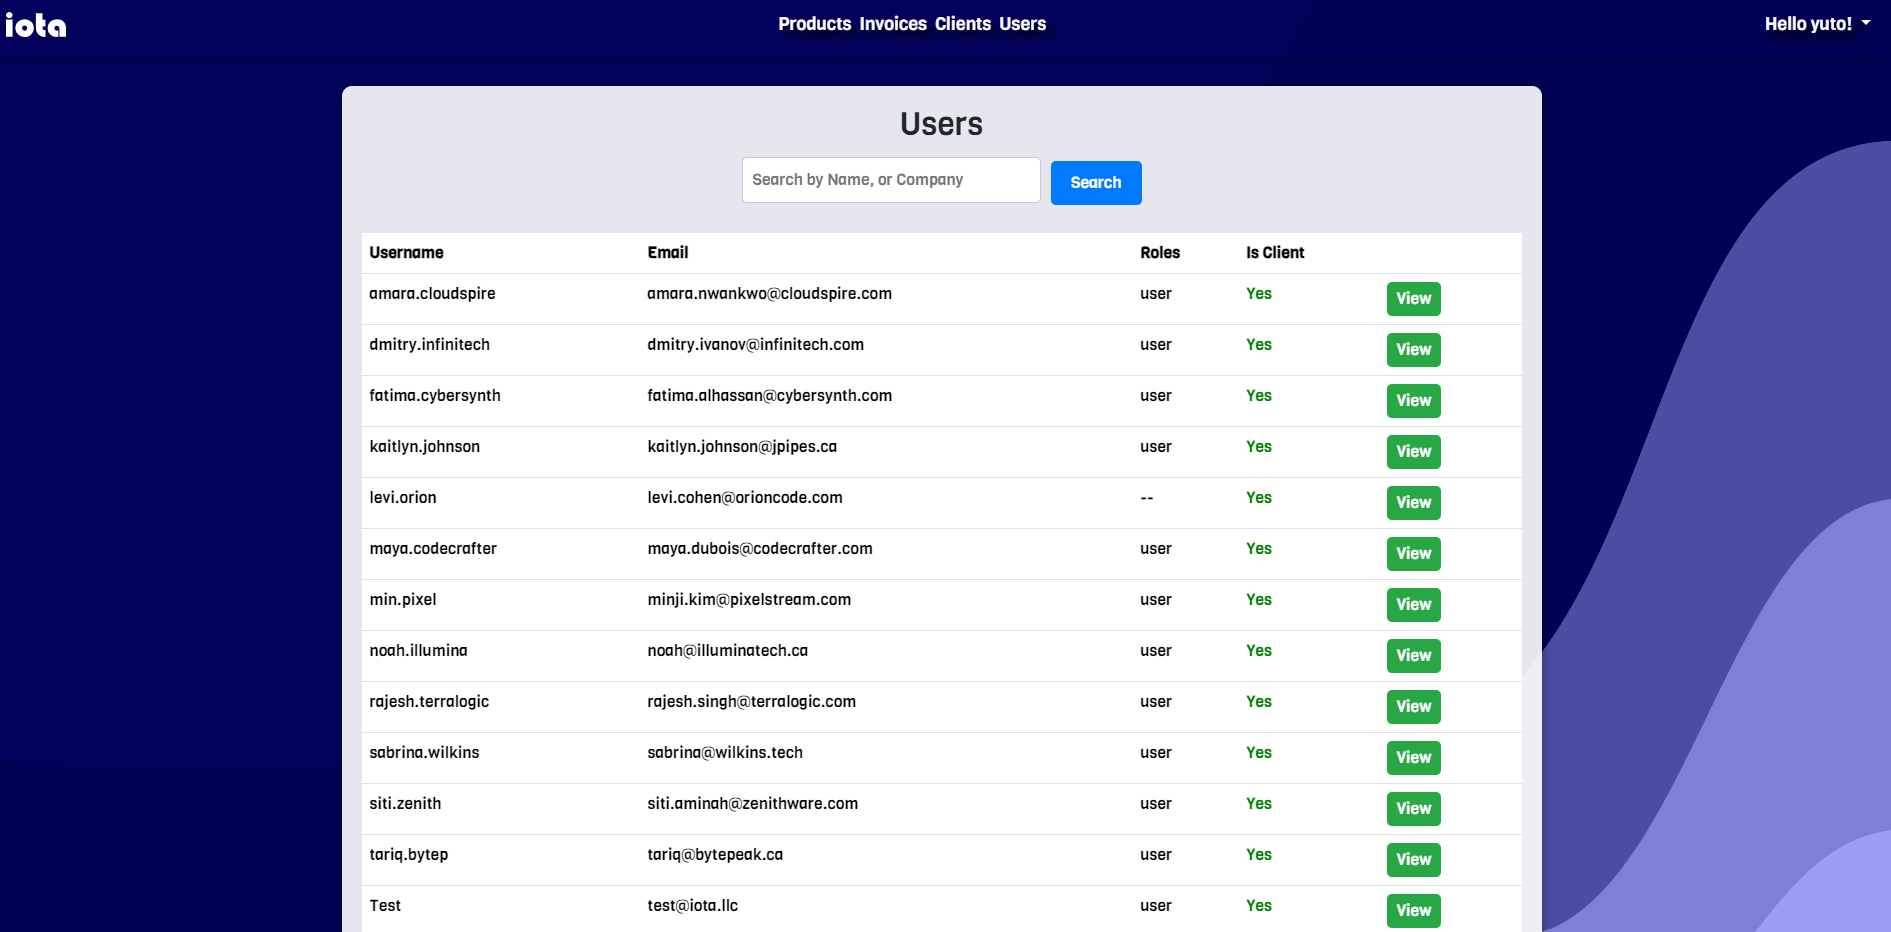 iota
Products Invoices Clients Users
Hello yuto!
Users
Search by Name, or Company
Search
Username Email Roles Is Client
amara.cloudspire amara.nwankwo@cloudspire.com user Yes View
dmitry.infinitech dmitry.ivanov@infinitech.com user Yes View
fatima.cybersynth fatima.alhassan@cybersynth.com user Yes View
kaitlyn.johnson kaitlyn.johnson@jpipes.ca user Yes View
levi.orion levi.cohen@orioncode.com -- Yes View
maya.codecrafter maya.dubois@codecrafter.com user Yes View
min.pixel minji.kim@pixelstream.com user Yes View
noah.illumina noah@illuminatech.ca user Yes View
rajesh.terralogic rajesh.singh@terralogic.com user Yes View
sabrina.wilkins sabrina@wilkins.tech user Yes View
siti.zenith siti.aminah@zenithware.com user Yes View
tariq.bytep tariq@bytepeak.ca user Yes View
Test test@iota.llc user Yes View